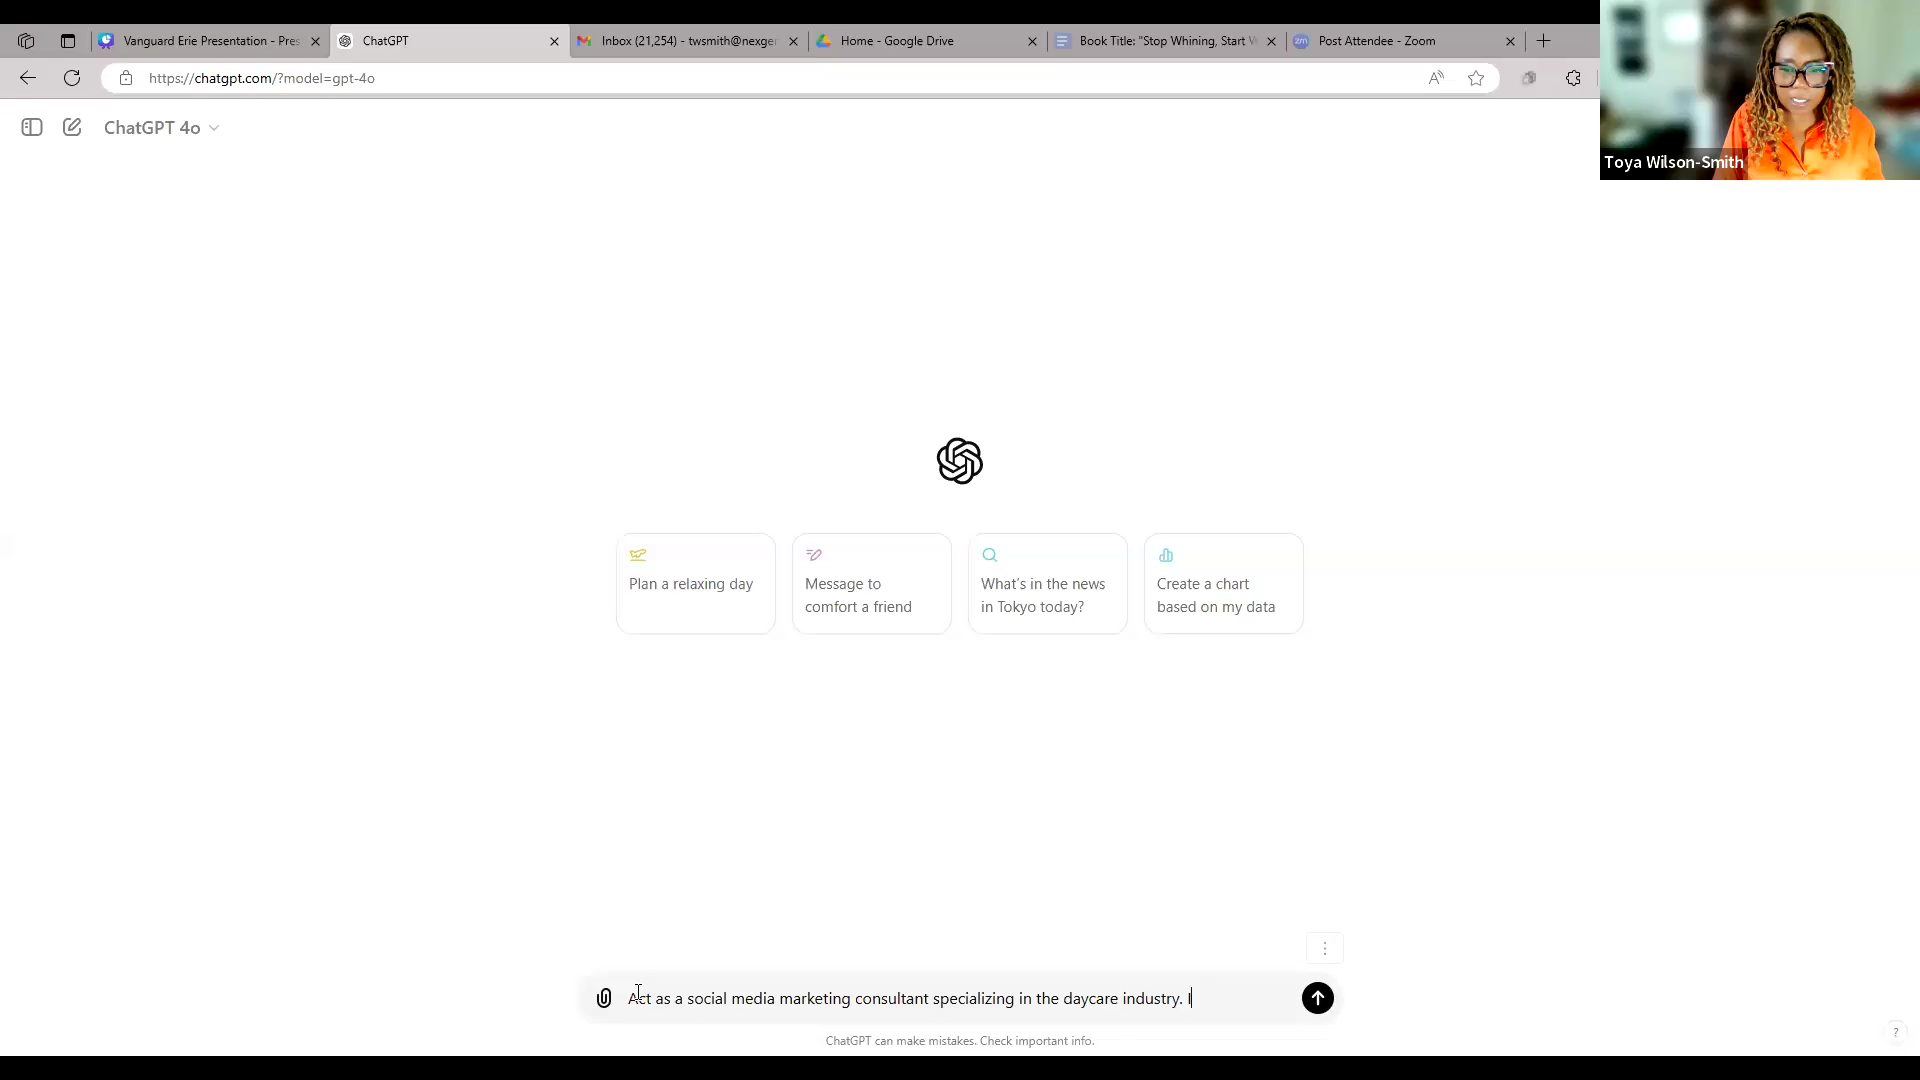 Vanguard Erie Presentation - Pres
ChatGPT
Inbox (21,254) - twsmith@nexger
Home - Google Drive
Book Title: "Stop Whining, Start W
Post Attendee - Zoom
https://chatgpt.com/?model=gpt-4o
ChatGPT 4o
Toya Wilson-Smith
Plan a relaxing day
Message to
comfort a friend
What's in the news
in Tokyo today?
Create a chart
based on my data
Act as a social media marketing consultant specializing in the daycare industry. I
ChatGPT can make mistakes. Check important info.
?